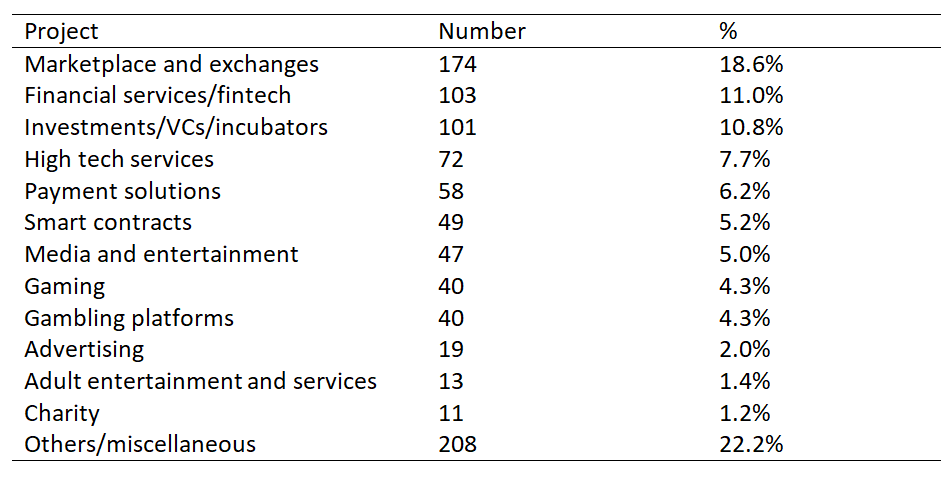 Project Number %
Marketplace and exchanges 174 18.6%
Financial services/fintech 103 11.0%
Investments/VCs/incubators 101 10.8%
High tech services 72 7.7%
Payment solutions 58 6.2%
Smart contracts 49 5.2%
Media and entertainment 47 5.0%
Gaming 40 4.3%
Gambling platforms 40 4.3%
Advertising 19 2.0%
Adult entertainment and services 13 1.4%
Charity 11 1.2%
Others/miscellaneous 208 22.2%